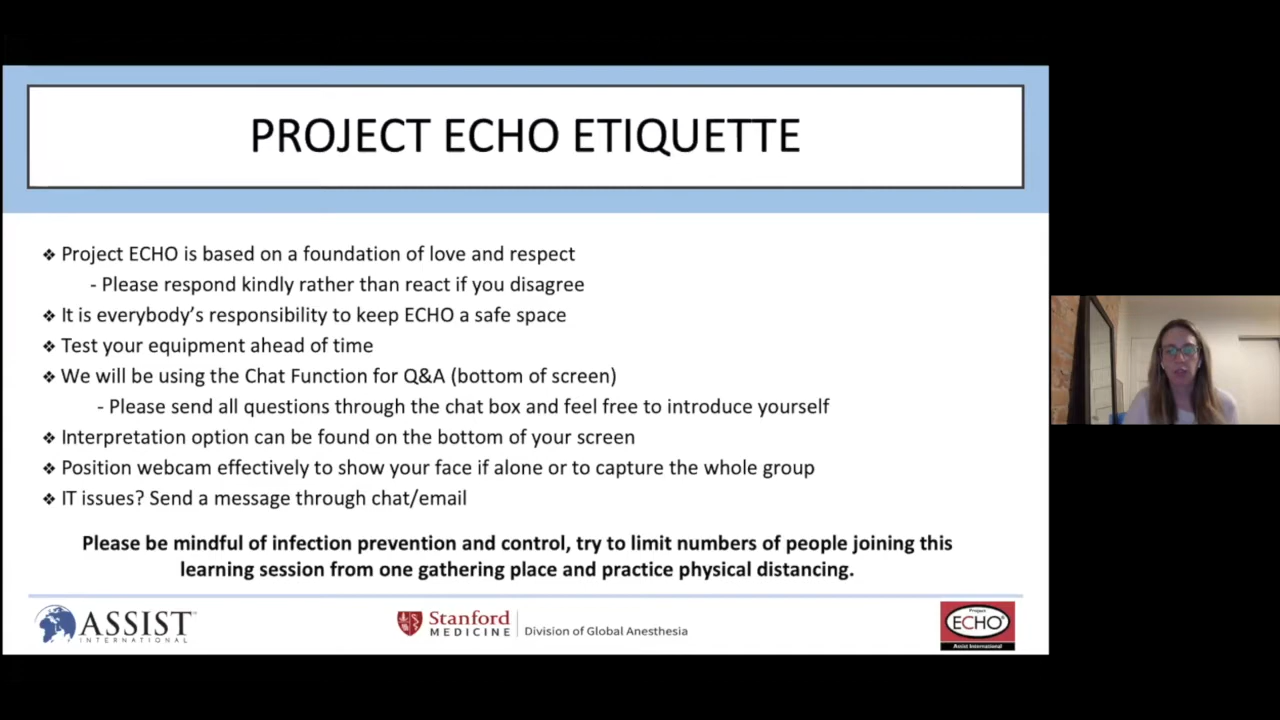 PROJECT ECHO ETIQUETTE
❖ Project ECHO is based on a foundation of love and respect
- Please respond kindly rather than react if you disagree
❖ It is everybody’s responsibility to keep ECHO a safe space
❖ Test your equipment ahead of time
❖ We will be using the Chat Function for Q&A (bottom of screen)
- Please send all questions through the chat box and feel free to introduce yourself
❖ Interpretation option can be found on the bottom of your screen
❖ Position webcam effectively to show your face if alone or to capture the whole group
❖ IT issues? Send a message through chat/email
Please be mindful of infection prevention and control, try to limit numbers of people joining this
learning session from one gathering place and practice physical distancing.
ASSIST
INTERNATIONAL
Stanford
MEDICINE
Division of Global Anesthesia
Project
ECHO®
Assist International